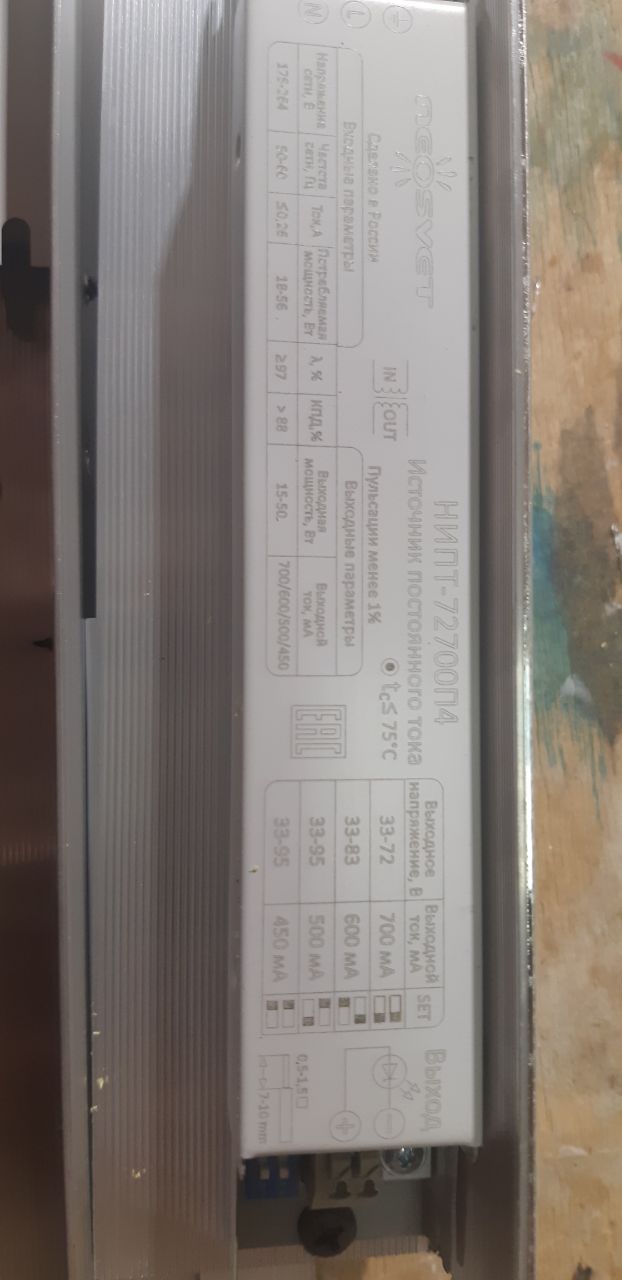 neosvet
НИПТ-72700П4
Источник постоянного тока
Сделано в России
IN
OUT
Пульсации менее 1%
tc≤ 75°C
L
N
Входные параметры
Выходные параметры
Напряжение сети, В
Частота сети, Гц
Ток, А
Потребляемая мощность, Вт
λ, %
КПД, %
Выходная мощность, Вт
Выходной ток, мА
175-264
50-60
≤0,26
18-56
≥97
> 88
15-50
700/600/500/450
EAC
Выходное напряжение, В
Выходной ток, мА
SET
33-72
700 мА
33-83
600 мА
33-95
500 мА
33-95
450 мА
Выход
−
+
0,5-1,5
7-10 mm